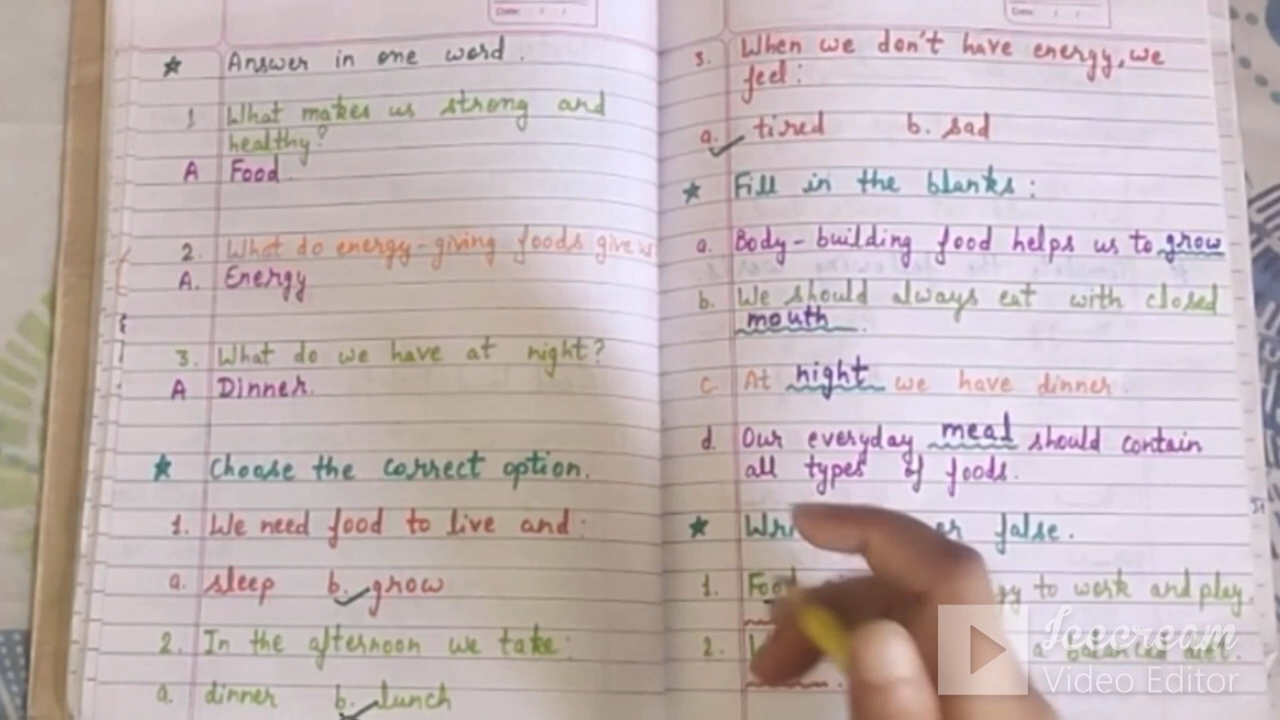 Date: / /
★ Answer in one word.
1 What makes us strong and
healthy?
A Food.
2. What do energy-giving foods give us
A. Energy
3. What do we have at night?
A Dinner.
★ Choose the correct option.
1. We need food to live and:
a. sleep b. grow
2. In the afternoon we take:
a. dinner b. lunch
Date: / /
3. When we don't have energy, we
feel:
a. tired b. sad
★ Fill in the blanks:
a. Body-building food helps us to grow
b. We should always eat with closed
mouth.
c. At night we have dinner.
d. Our everyday meal should contain
all types of foods.
★ or false.
1. Food to work and play.
2. a balanced
Icecream
Video Editor